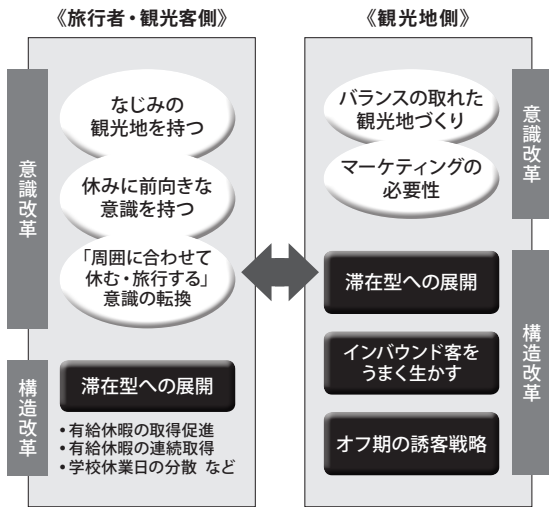 《旅行者・観光客側》
意識改革
なじみの
観光地を持つ
休みに前向きな
意識を持つ
「周囲に合わせて
休む・旅行する」
意識の転換
構造改革
滞在型への展開
• 有給休暇の取得促進
• 有給休暇の連続取得
• 学校休業日の分散 など
《観光地側》
バランスの取れた
観光地づくり
マーケティングの
必要性
意識改革
滞在型への展開
インバウンド客を
うまく生かす
オフ期の誘客戦略
構造改革